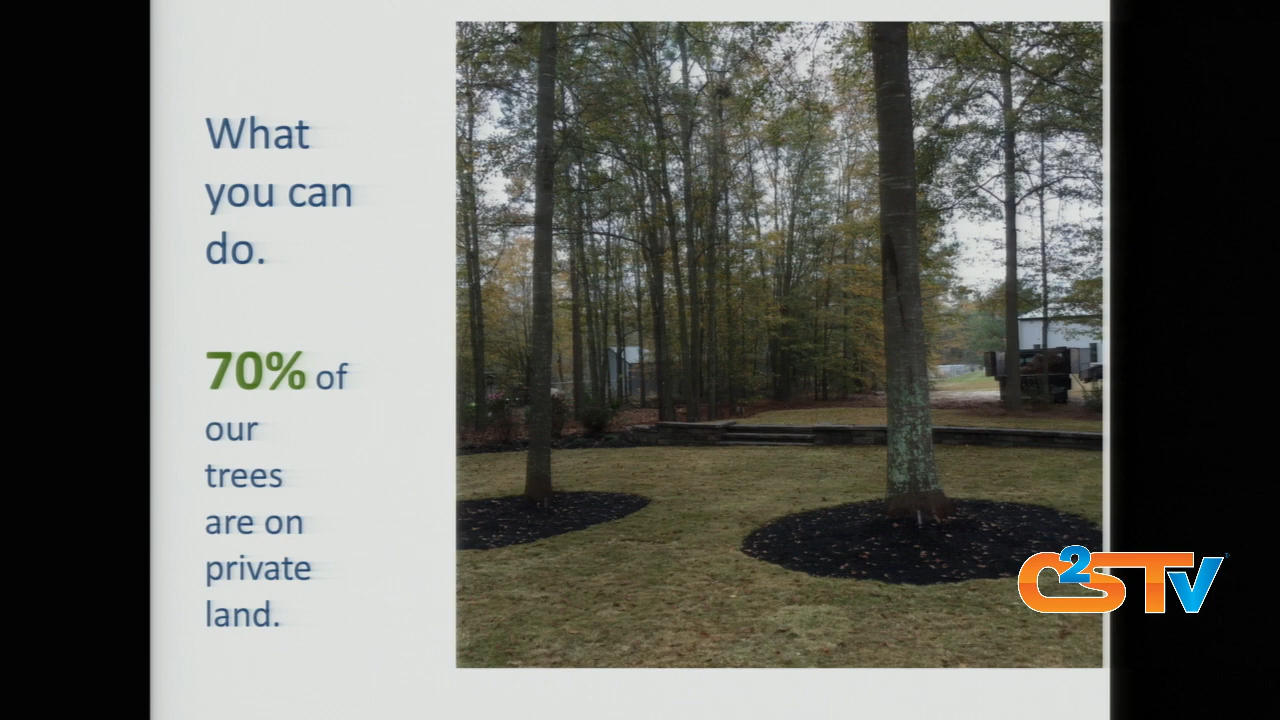 What
you can
do.
70% of
our
trees
are on
private
land.
C2STV